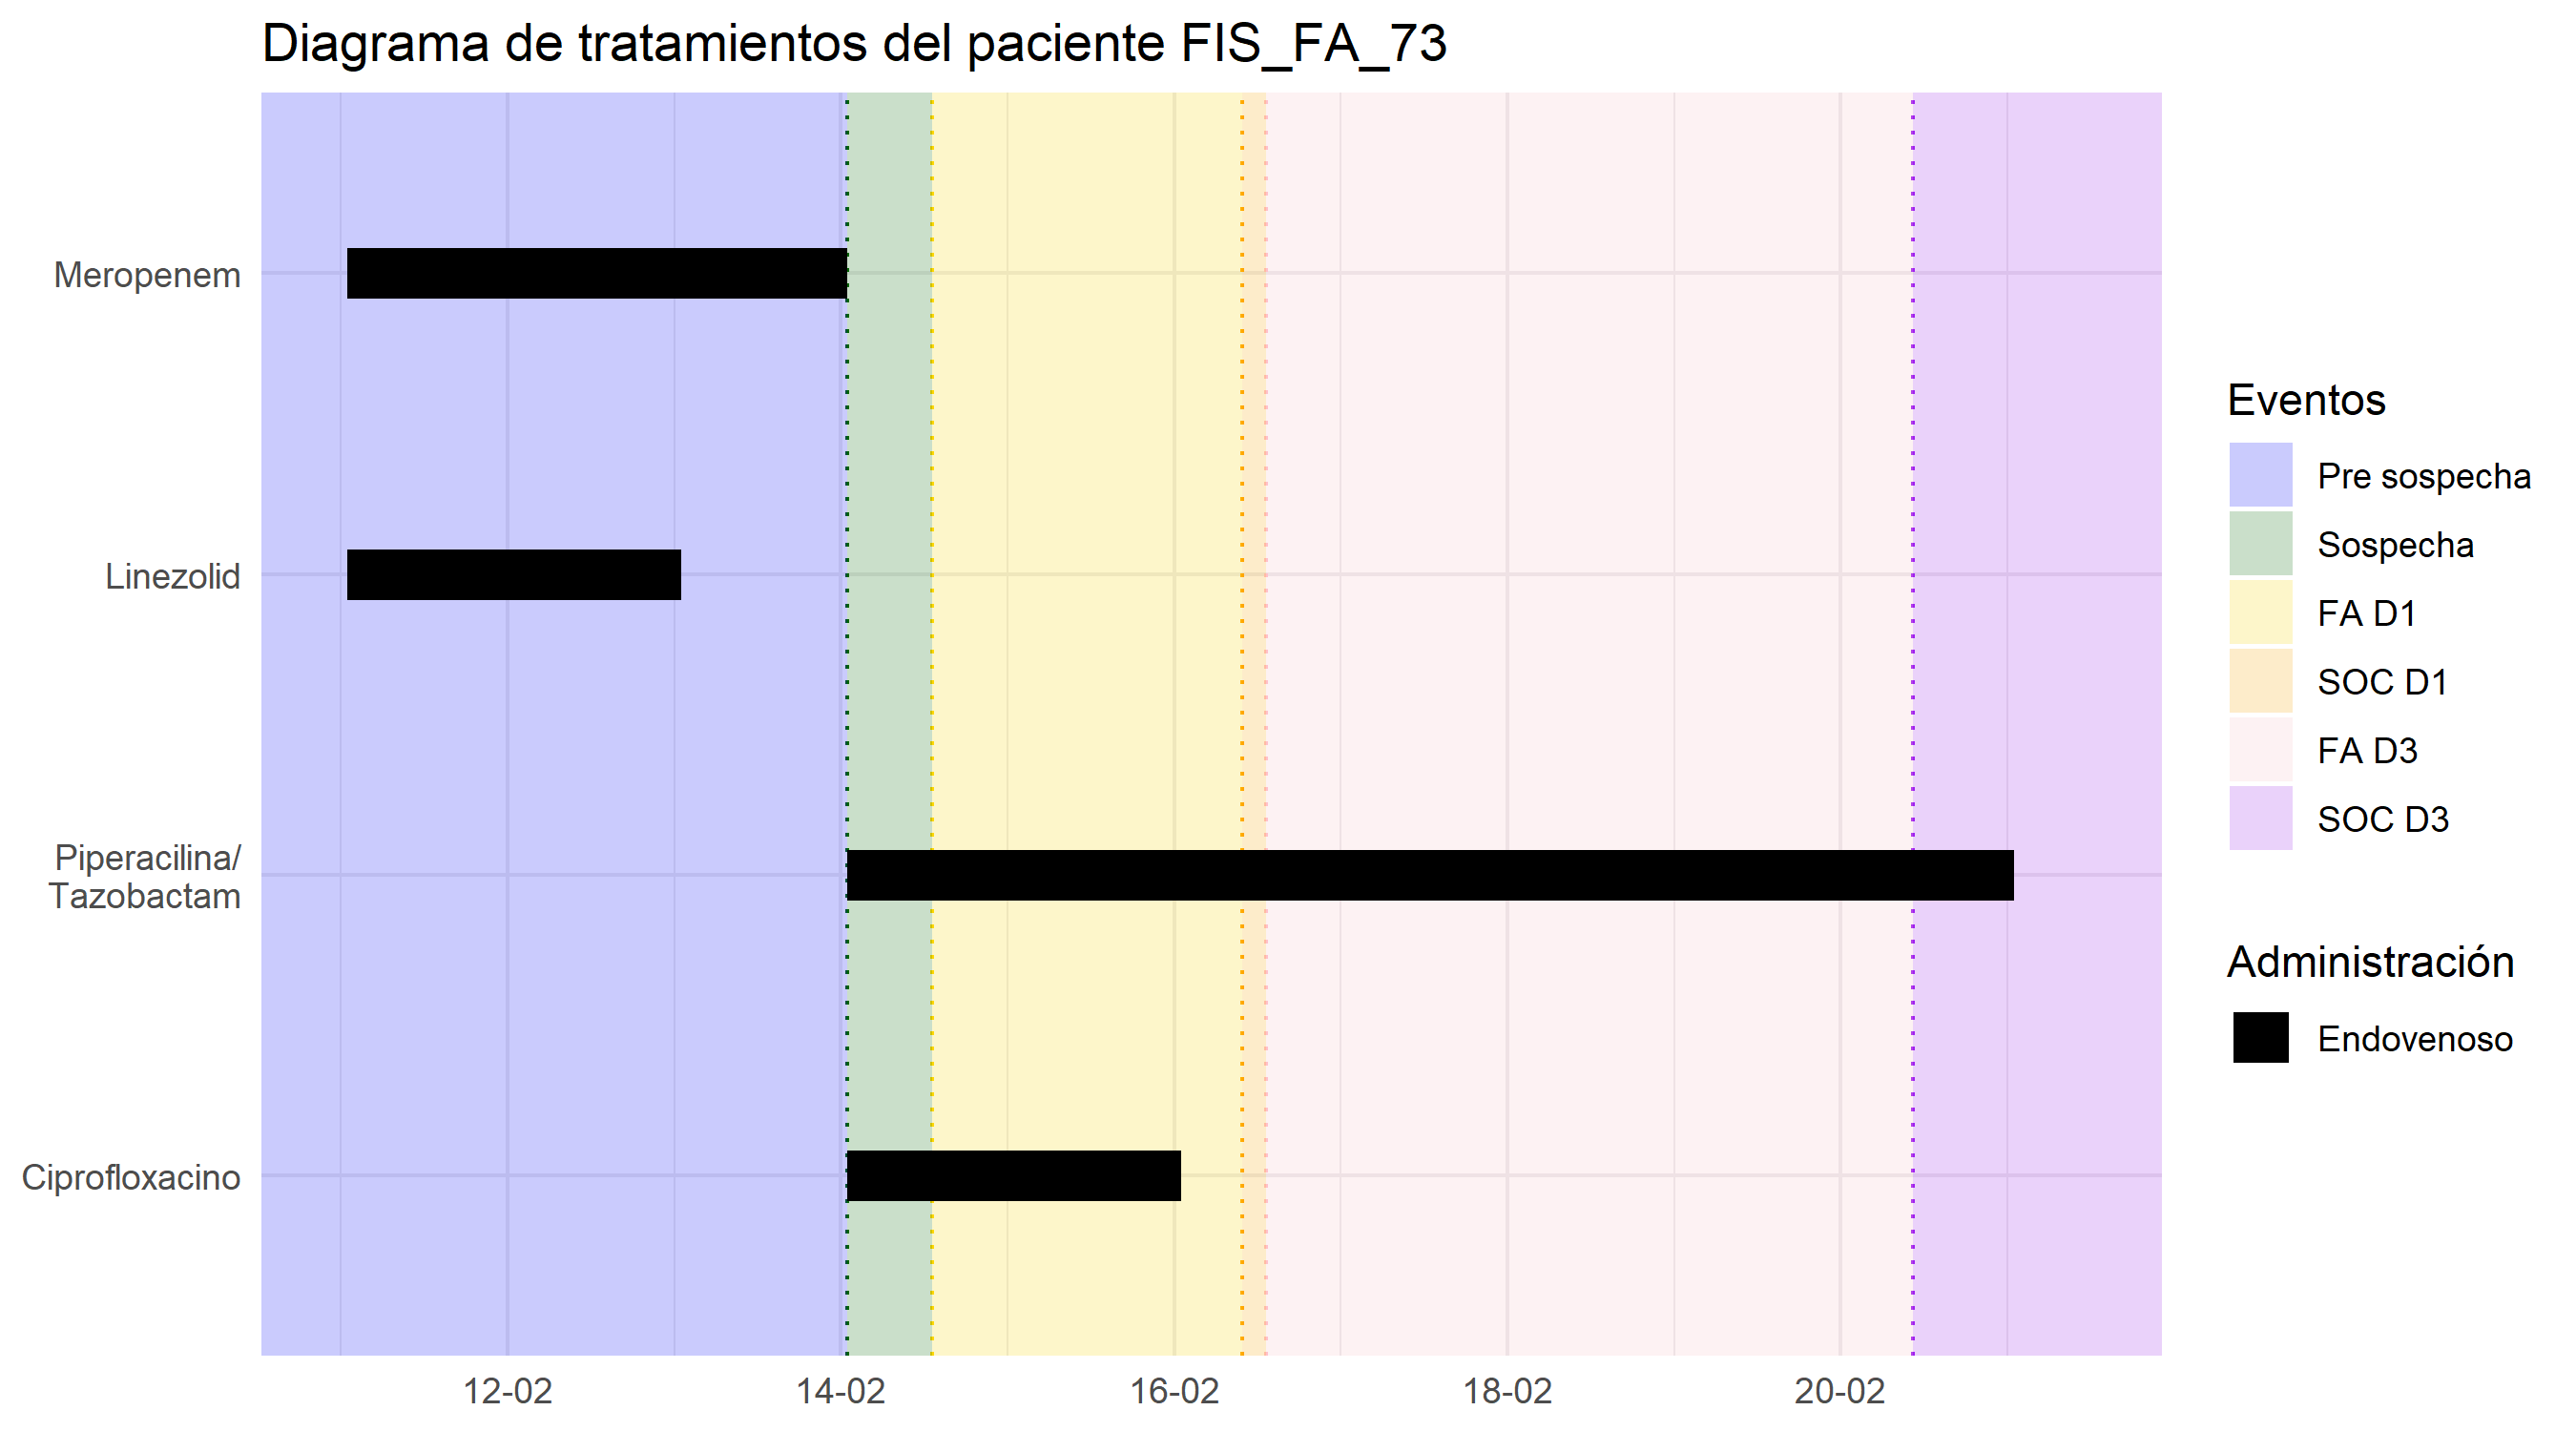 Diagrama de tratamientos del paciente FIS_FA_73
Meropenem
Linezolid
Piperacilina/
Tazobactam
Ciprofloxacino
12-02
14-02
16-02
18-02
20-02
Eventos
Pre sospecha
Sospecha
FA D1
SOC D1
FA D3
SOC D3
Administración
Endovenoso